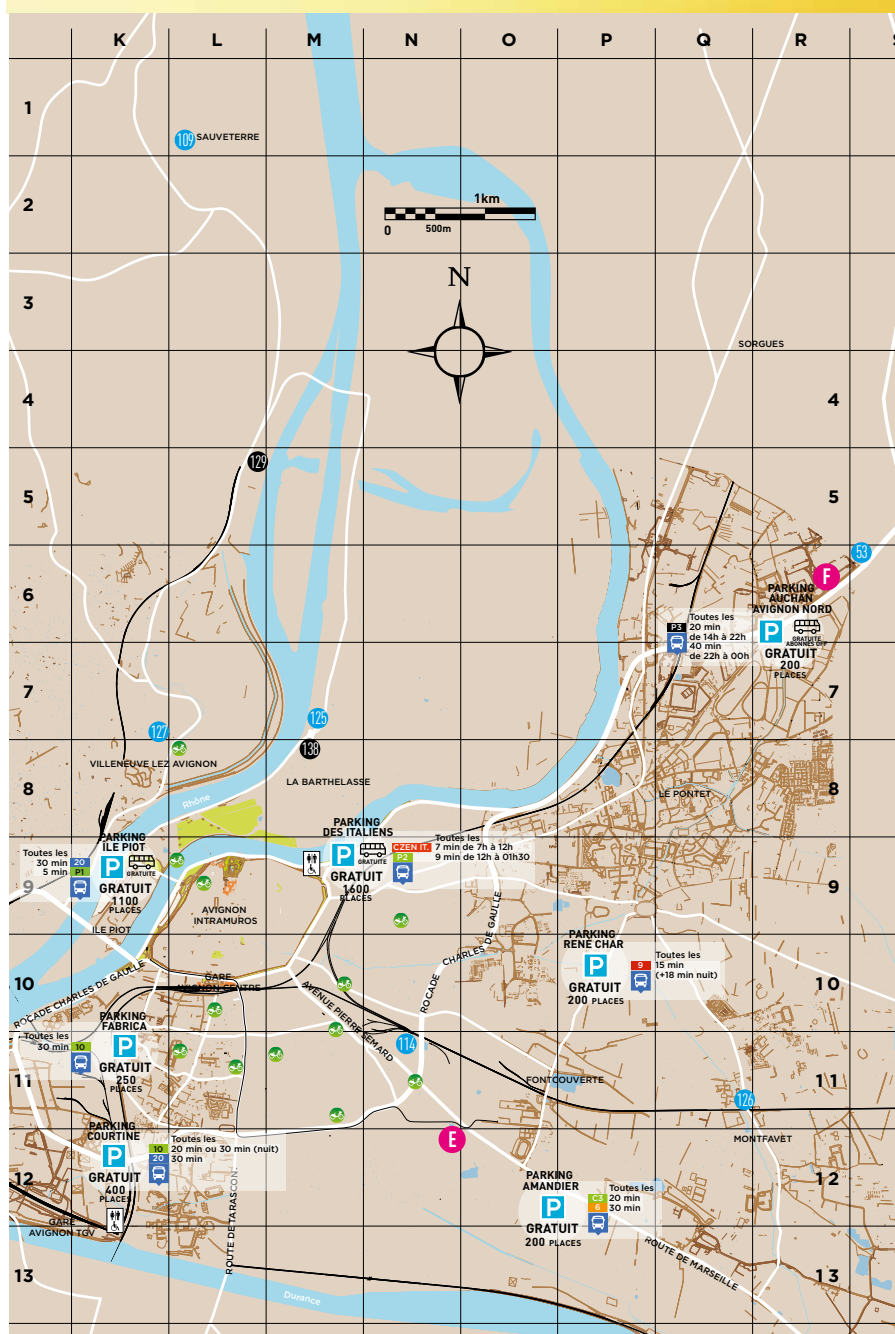 K L M N O P Q R S
1
109 SAUVETERRE
2
1km
0 500m
3
N
SORGUES
4 4
129
5 5
53
F
6
PARKING
AUCHAN
AVIGNON NORD
P
GRATUITE
ABONNÉS OFF
GRATUIT
200
PLACES
P3
Toutes les
20 min
de 14h à 22h
40 min
de 22h à 00h
7 7
127
125
138
VILLENEUVE LEZ AVIGNON
LA BARTHELASSE
8 8
LE PONTET
Rhône
PARKING
ILE PIOT
Toutes les
30 min 20
5 min P1
P
GRATUITE
GRATUIT
1100
PLACES
ILE PIOT
PARKING
DES ITALIENS
P
GRATUITE
GRATUIT
1600
PLACES
CZEN IT.
P2
Toutes les
7 min de 7h à 12h
9 min de 12h à 01h30
9 9
AVIGNON
INTRAMUROS
PARKING
RENÉ CHAR
P
GRATUIT
200 PLACES
9
Toutes les
15 min
(+18 min nuit)
10 10
ROCADE CHARLES DE GAULLE
GARE
AVIGNON CENTRE
AVENUE PIERRE SÉMARD
ROCADE CHARLES DE GAULLE
PARKING
FABRICA
Toutes les
30 min 10
P
GRATUIT
250
PLACES
114
11 11
FONTCOUVERTE
126
MONTFAVET
E
PARKING
COURTINE
P
GRATUIT
400
PLACES
10
20
Toutes les
20 min ou 30 min (nuit)
30 min
12 12
PARKING
AMANDIER
P
GRATUIT
200 PLACES
C3
6
Toutes les
20 min
30 min
GARE
AVIGNON TGV
ROUTE DE TARASCON
ROUTE DE MARSEILLE
13 13
Durance